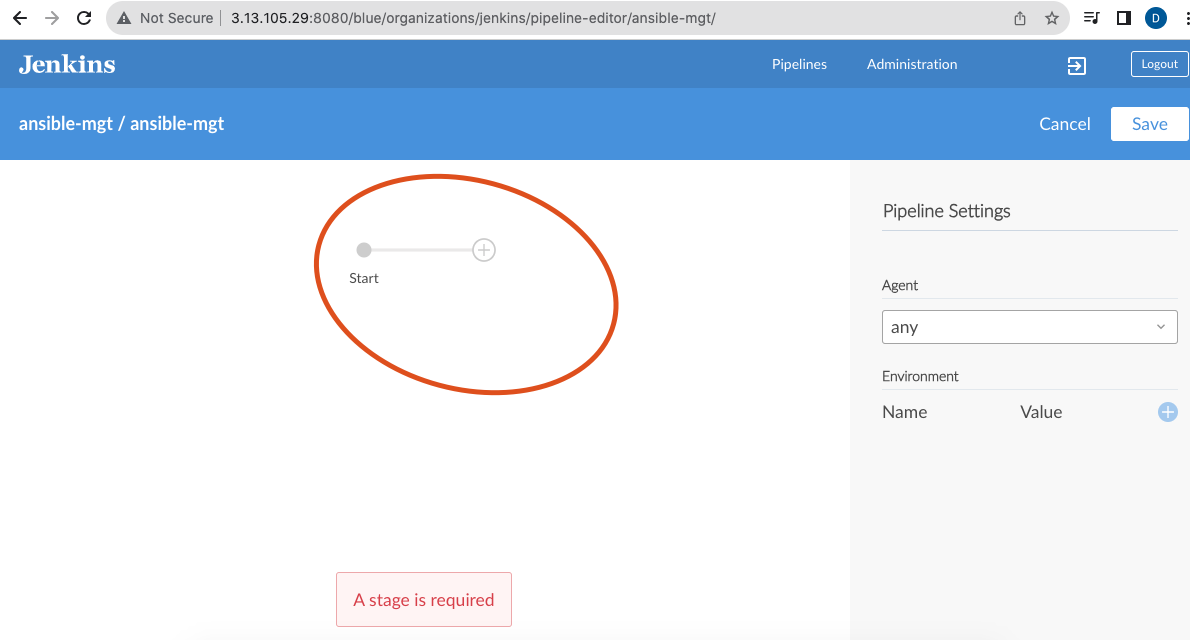 Not Secure 3.13.105.29:8080/blue/organizations/jenkins/pipeline-editor/ansible-mgt/ D
Jenkins Pipelines Administration Logout
ansible-mgt / ansible-mgt Cancel Save
Start
Pipeline Settings
Agent
any
Environment
Name Value
A stage is required